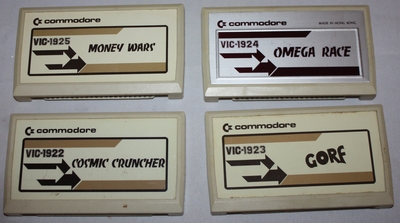 commodore
VIC-1925
MONEY WARS
commodore
MADE IN HONG KONG
VIC-1924
OMEGA RACE
commodore
VIC-1922
COSMIC CRUNCHER
commodore
VIC-1923
GORF